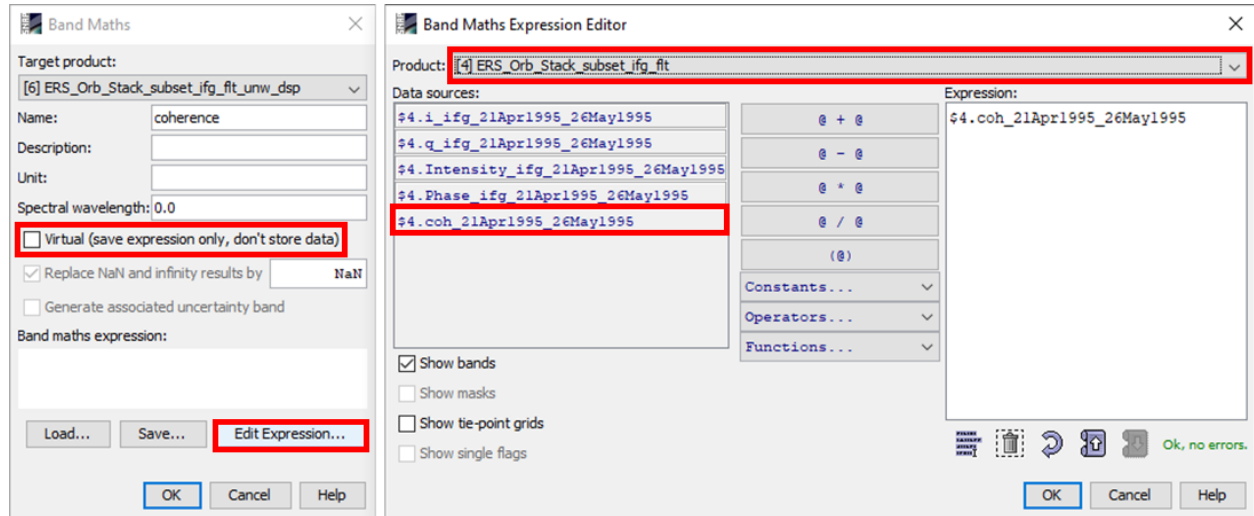 Band Maths
Target product:
[6] ERS_Orb_Stack_subset_ifg_flt_unw_dsp
Name: coherence
Description:
Unit:
Spectral wavelength: 0.0
Virtual (save expression only, don't store data)
Replace NaN and infinity results by NaN
Generate associated uncertainty band
Band maths expression:
Load... Save... Edit Expression...
OK Cancel Help
Band Maths Expression Editor
Product: [4] ERS_Orb_Stack_subset_ifg_flt
Data sources:
$4.i_ifg_21Apr1995_26May1995
$4.q_ifg_21Apr1995_26May1995
$4.Intensity_ifg_21Apr1995_26May1995
$4.Phase_ifg_21Apr1995_26May1995
$4.coh_21Apr1995_26May1995
Show bands
Show masks
Show tie-point grids
Show single flags
@ + @
@ - @
@ * @
@ / @
(@)
Constants...
Operators...
Functions...
Expression:
$4.coh_21Apr1995_26May1995
Ok, no errors.
OK Cancel Help